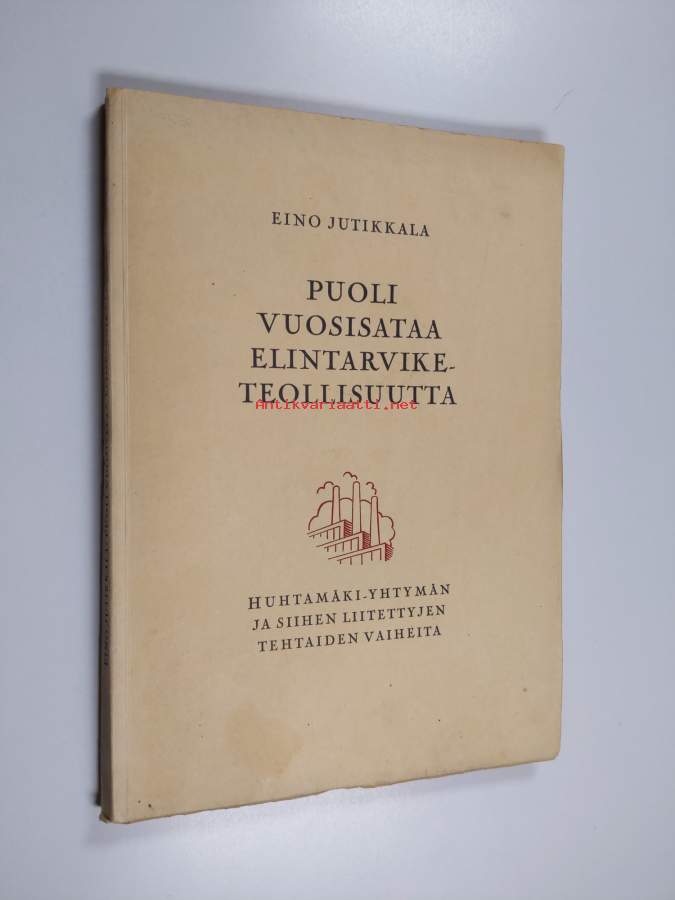 EINO JUTIKKALA
PUOLI
VUOSISATAA
ELINTARVIKE-
TEOLLISUUTTA
Antikvariaatti.net
HUHTAMÄKI-YHTYMÄN
JA SIIHEN LIITETTYJEN
TEHTAIDEN VAIHEITA